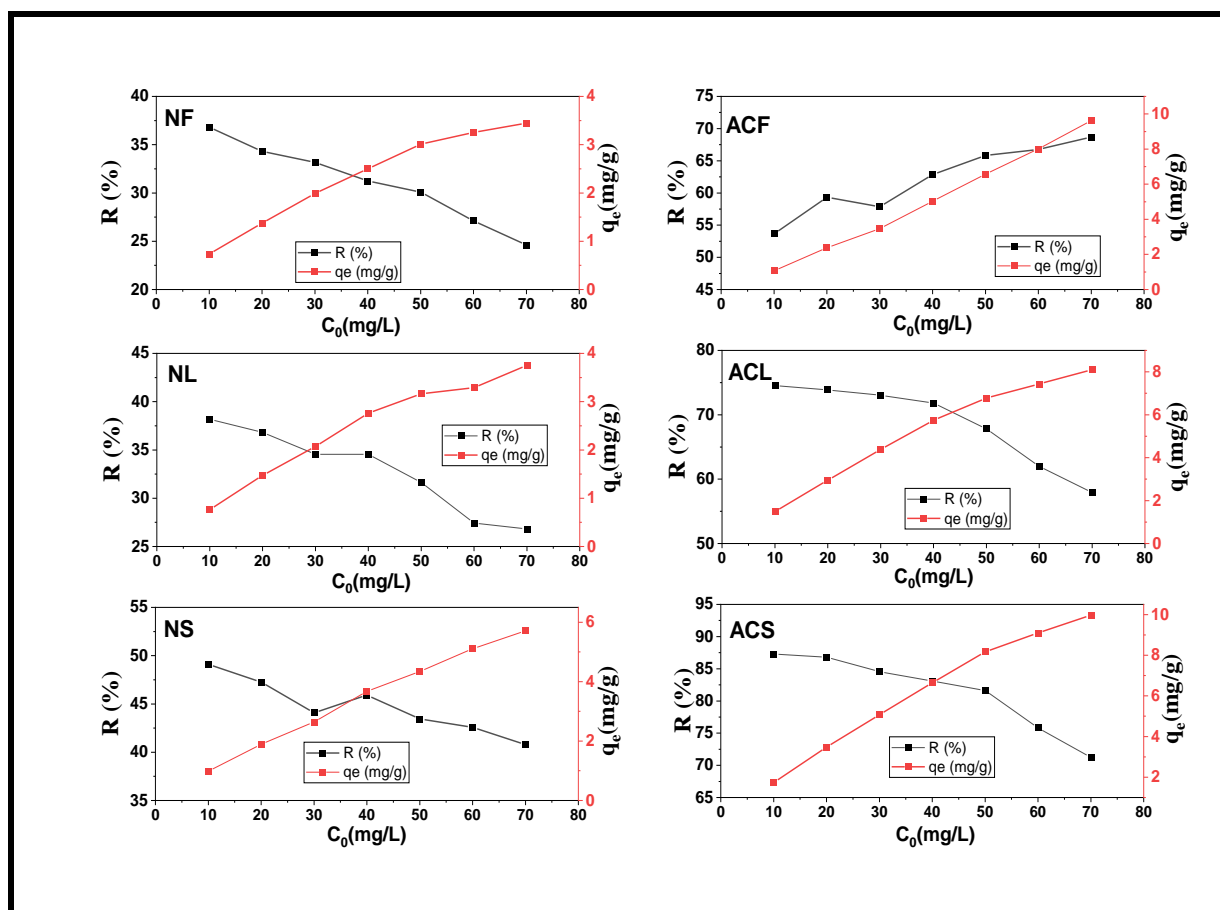 NF
R (%)
40
35
30
25
20
4
3
2
1
0
qe(mg/g)
R (%)
qe (mg/g)
0 10 20 30 40 50 60 70 80
C0(mg/L)
ACF
R (%)
75
70
65
60
55
50
45
10
8
6
4
2
0
qe(mg/g)
R (%)
qe (mg/g)
0 10 20 30 40 50 60 70 80
C0(mg/L)
NL
R (%)
45
40
35
30
25
4
3
2
1
0
qe(mg/g)
R (%)
qe (mg/g)
0 10 20 30 40 50 60 70 80
C0(mg/L)
ACL
R (%)
80
70
60
50
8
6
4
2
0
qe(mg/g)
R (%)
qe (mg/g)
0 10 20 30 40 50 60 70 80
C0(mg/L)
NS
R (%)
55
50
45
40
35
6
4
2
0
qe(mg/g)
R (%)
qe (mg/g)
0 10 20 30 40 50 60 70 80
C0(mg/L)
ACS
R (%)
95
90
85
80
75
70
65
10
8
6
4
2
qe(mg/g)
R (%)
qe (mg/g)
0 10 20 30 40 50 60 70 80
C0(mg/L)